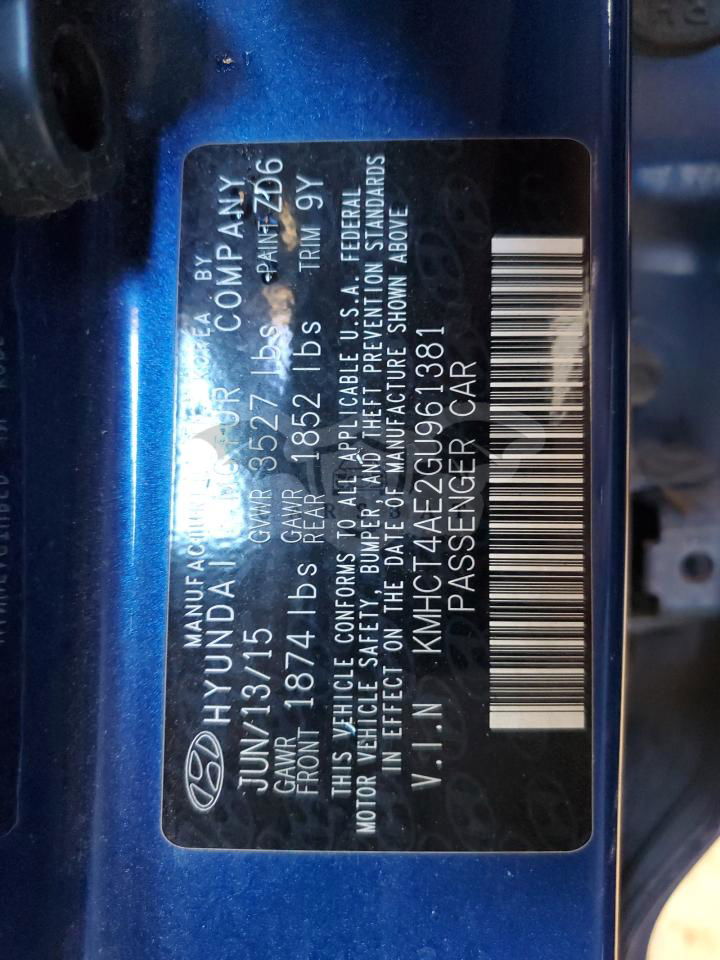 MANUFACTURED BY
HYUNDAI MOTOR COMPANY
JUN/13/15 GVWR 3527 lbs PAINT ZD6
GAWR FRONT 1874 lbs GAWR REAR 1852 lbs TRIM 9Y
THIS VEHICLE CONFORMS TO ALL APPLICABLE U.S.A. FEDERAL
MOTOR VEHICLE SAFETY, BUMPER, AND THEFT PREVENTION STANDARDS
IN EFFECT ON THE DATE OF MANUFACTURE SHOWN ABOVE
V.I.N KMHCT4AE2GU961381
PASSENGER CAR